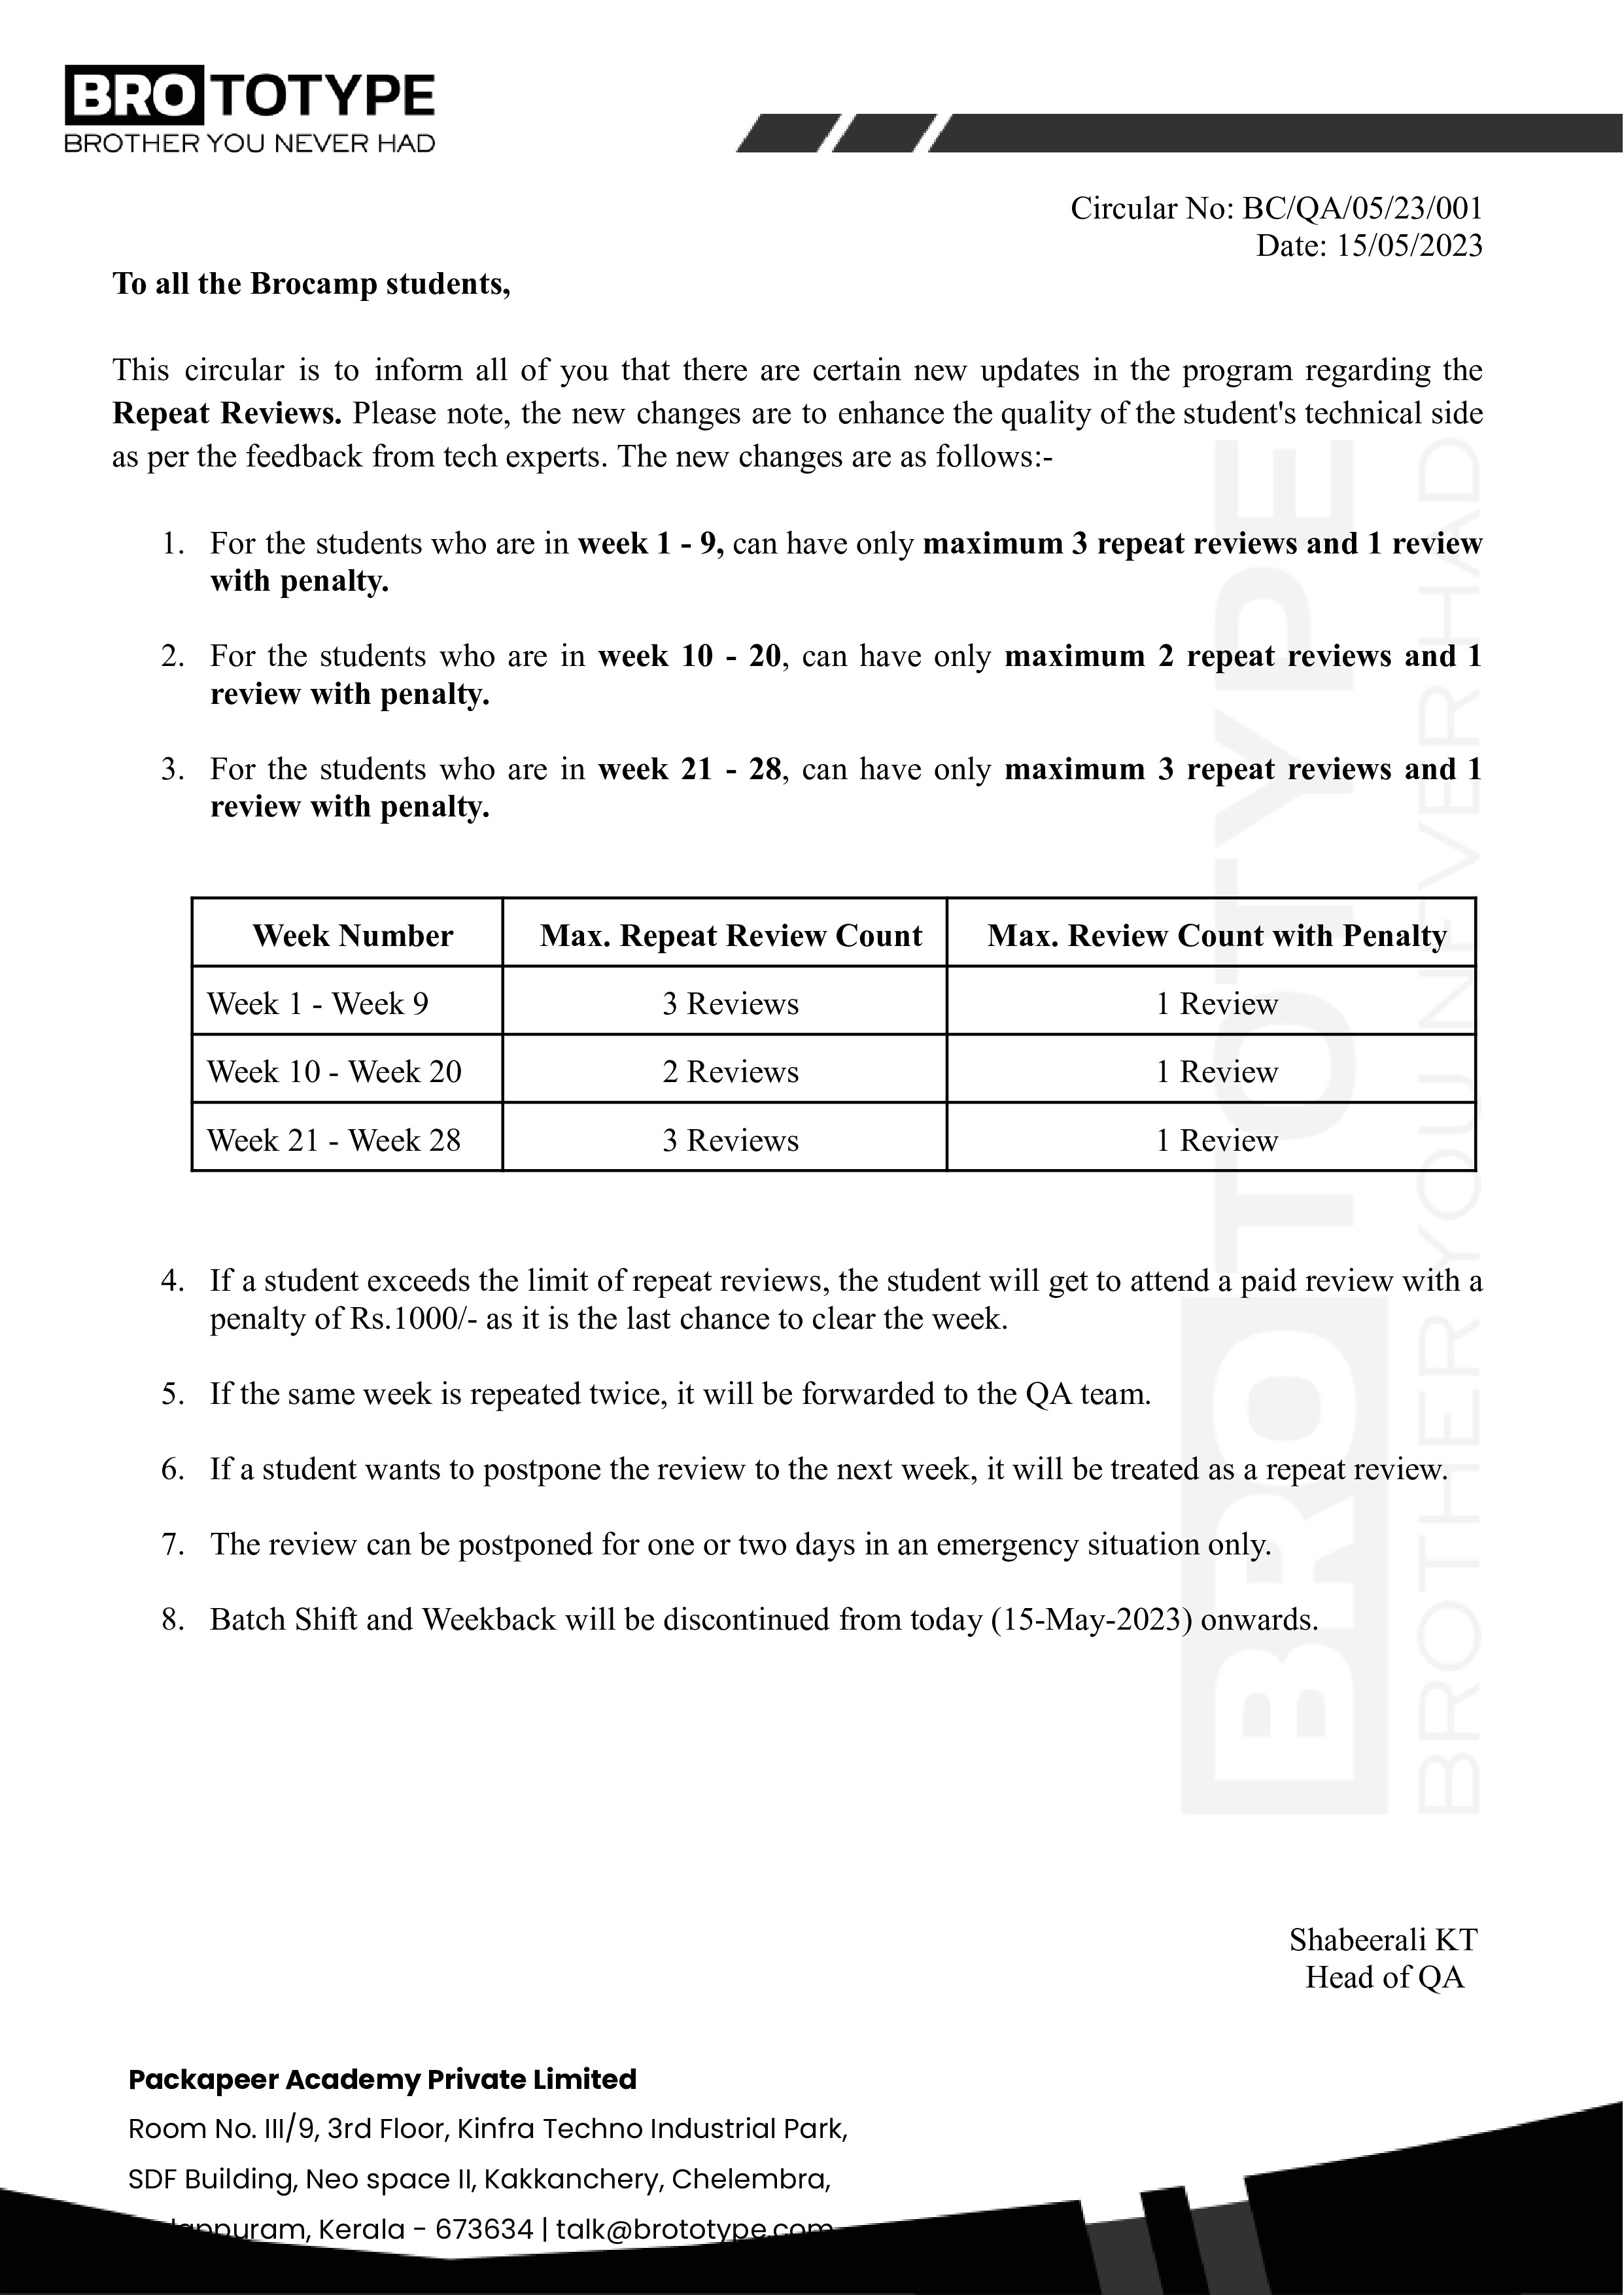 BROTOTYPE
BROTHER YOU NEVER HAD
Circular No: BC/QA/05/23/001
Date: 15/05/2023
To all the Brocamp students,
This circular is to inform all of you that there are certain new updates in the program regarding the
Repeat Reviews. Please note, the new changes are to enhance the quality of the student's technical side
as per the feedback from tech experts. The new changes are as follows:-
1. For the students who are in week 1 - 9, can have only maximum 3 repeat reviews and 1 review
with penalty.
2. For the students who are in week 10 - 20, can have only maximum 2 repeat reviews and 1
review with penalty.
3. For the students who are in week 21 - 28, can have only maximum 3 repeat reviews and 1
review with penalty.
Week Number Max. Repeat Review Count Max. Review Count with Penalty
Week 1 - Week 9 3 Reviews 1 Review
Week 10 - Week 20 2 Reviews 1 Review
Week 21 - Week 28 3 Reviews 1 Review
4. If a student exceeds the limit of repeat reviews, the student will get to attend a paid review with a
penalty of Rs.1000/- as it is the last chance to clear the week.
5. If the same week is repeated twice, it will be forwarded to the QA team.
6. If a student wants to postpone the review to the next week, it will be treated as a repeat review.
7. The review can be postponed for one or two days in an emergency situation only.
8. Batch Shift and Weekback will be discontinued from today (15-May-2023) onwards.
BROTOTYPE
BROTHER YOU NEVER HAD
Shabeerali KT
Head of QA
Packapeer Academy Private Limited
Room No. III/9, 3rd Floor, Kinfra Techno Industrial Park,
SDF Building, Neo space II, Kakkanchery, Chelembra,
Kerala - 673634 | talk@brototype.com